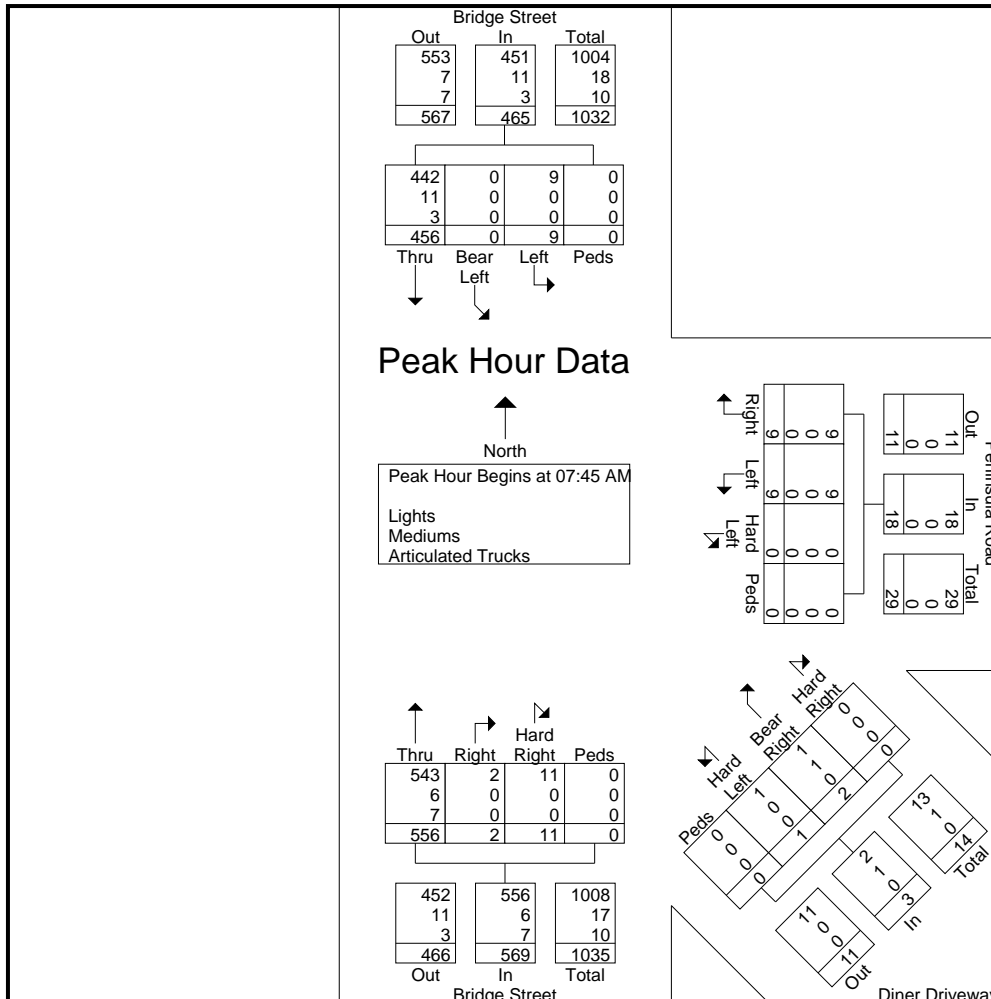 Bridge Street
Out In Total
553 451 1004
7 11 18
7 3 10
567 465 1032
442 0 9 0
11 0 0 0
3 0 0 0
456 0 9 0
Thru Bear Left Left Peds
Peak Hour Data
North
Peak Hour Begins at 07:45 AM
Lights
Mediums
Articulated Trucks
Peninsula Road
Out In Total
11 18 29
0 0 0
0 0 0
11 18 29
9 9 0 0
0 0 0 0
0 0 0 0
9 9 0 0
Right Left Hard Left Peds
Thru Right Hard Right Peds
543 2 11 0
6 0 0 0
7 0 0 0
556 2 11 0
452 556 1008
11 6 17
3 7 10
466 569 1035
Out In Total
Bridge Street
Peds Hard Left Bear Right Hard Right
0 1 1 0
0 0 1 0
0 0 0 0
0 1 2 0
11 2 13
0 1 1
0 0 0
11 3 14
Out In Total
Diner Driveway